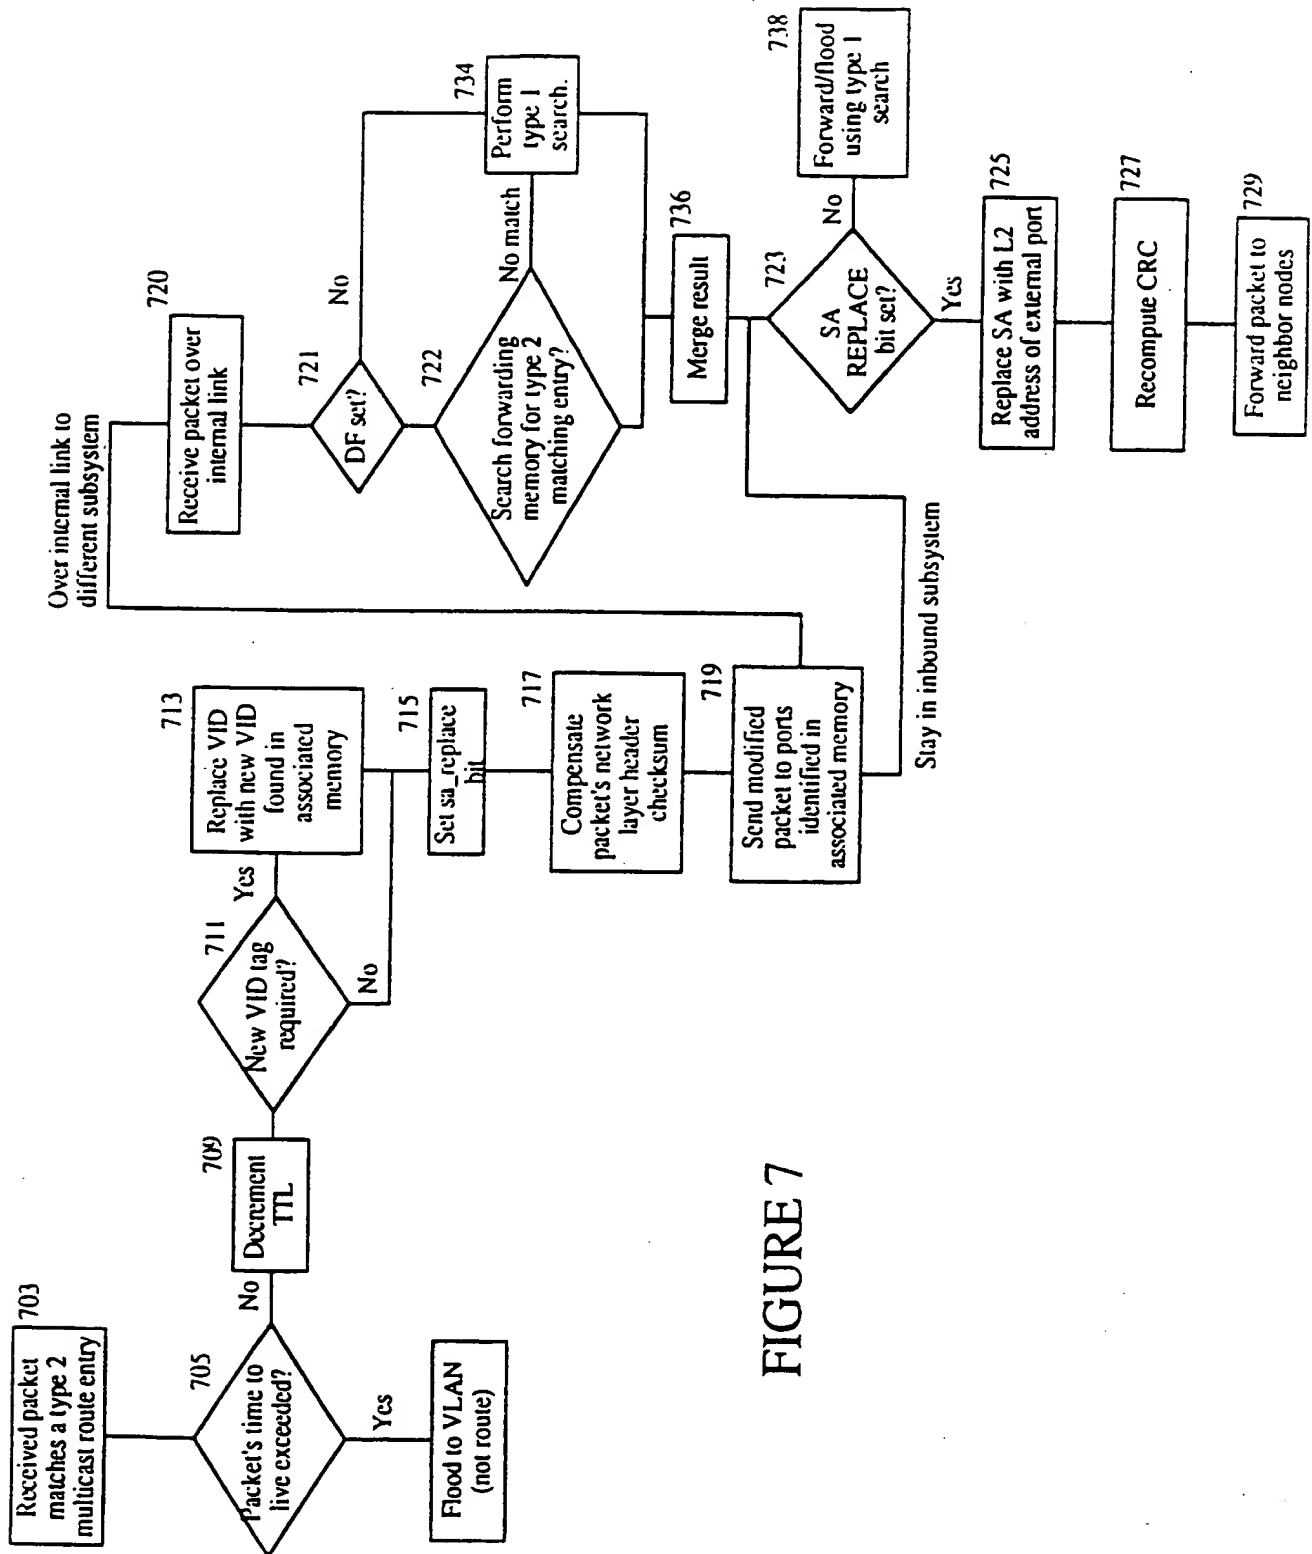 703
Received packet
matches a type 2
multicast route entry
705
Packet's time to
live exceeded?
Yes
Flood to VLAN
(not route)
No
709
Decrement
TTL
711
New VID tag
required?
Yes
No
713
Replace VID
with new VID
found in
associated
memory
715
Set sa_replace
bit
717
Compensate
packet's network
layer header
checksum
719
Send modified
packet to ports
identified in
associated memory
Over internal link to
different subsystem
Stay in inbound subsystem
720
Receive packet over
internal link
721
DF set?
No
722
Search forwarding
memory for type 2
matching entry?
No match
734
Perform
type 1
search.
736
Merge result
723
SA
REPLACE
bit set?
No
738
Forward/flood
using type 1
search
Yes
725
Replace SA with L2
address of external port
727
Recompute CRC
729
Forward packet to
neighbor nodes
FIGURE 7